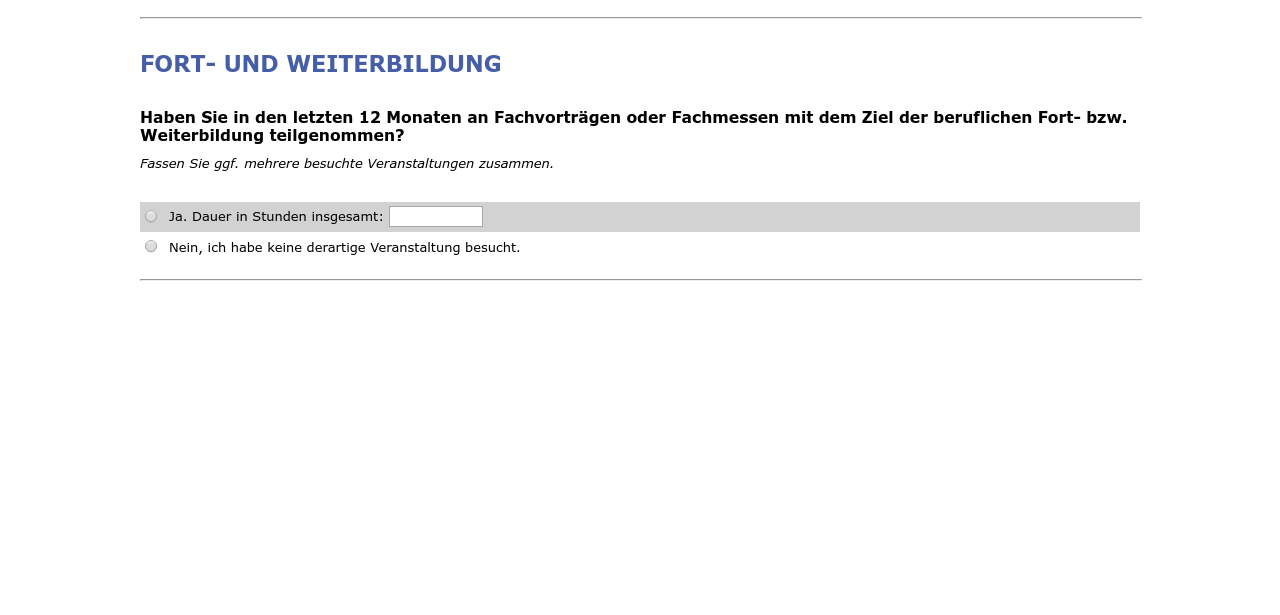 FORT- UND WEITERBILDUNG
Haben Sie in den letzten 12 Monaten an Fachvorträgen oder Fachmessen mit dem Ziel der beruflichen Fort- bzw.
Weiterbildung teilgenommen?
Fassen Sie ggf. mehrere besuchte Veranstaltungen zusammen.
Ja. Dauer in Stunden insgesamt:
Nein, ich habe keine derartige Veranstaltung besucht.